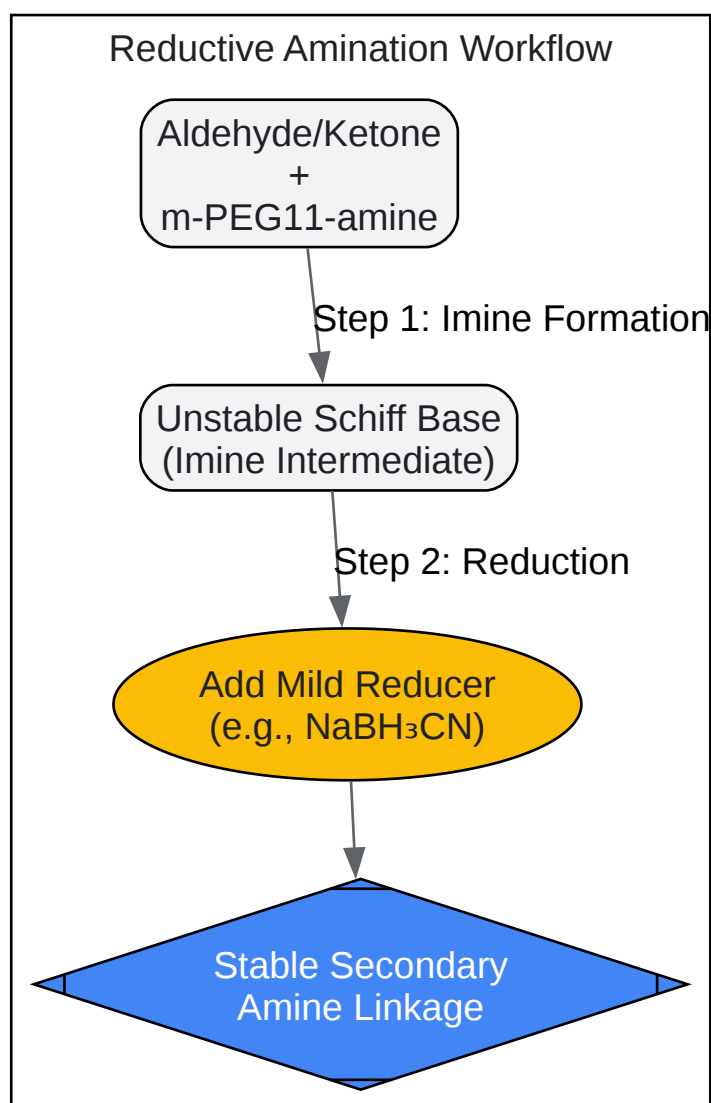 Reductive Amination Workflow
Aldehyde/Ketone
+
m-PEG11-amine
Step 1: Imine Formation
Unstable Schiff Base
(Imine Intermediate)
Step 2: Reduction
Add Mild Reducer
(e.g., NaBH₃CN)
Stable Secondary
Amine Linkage